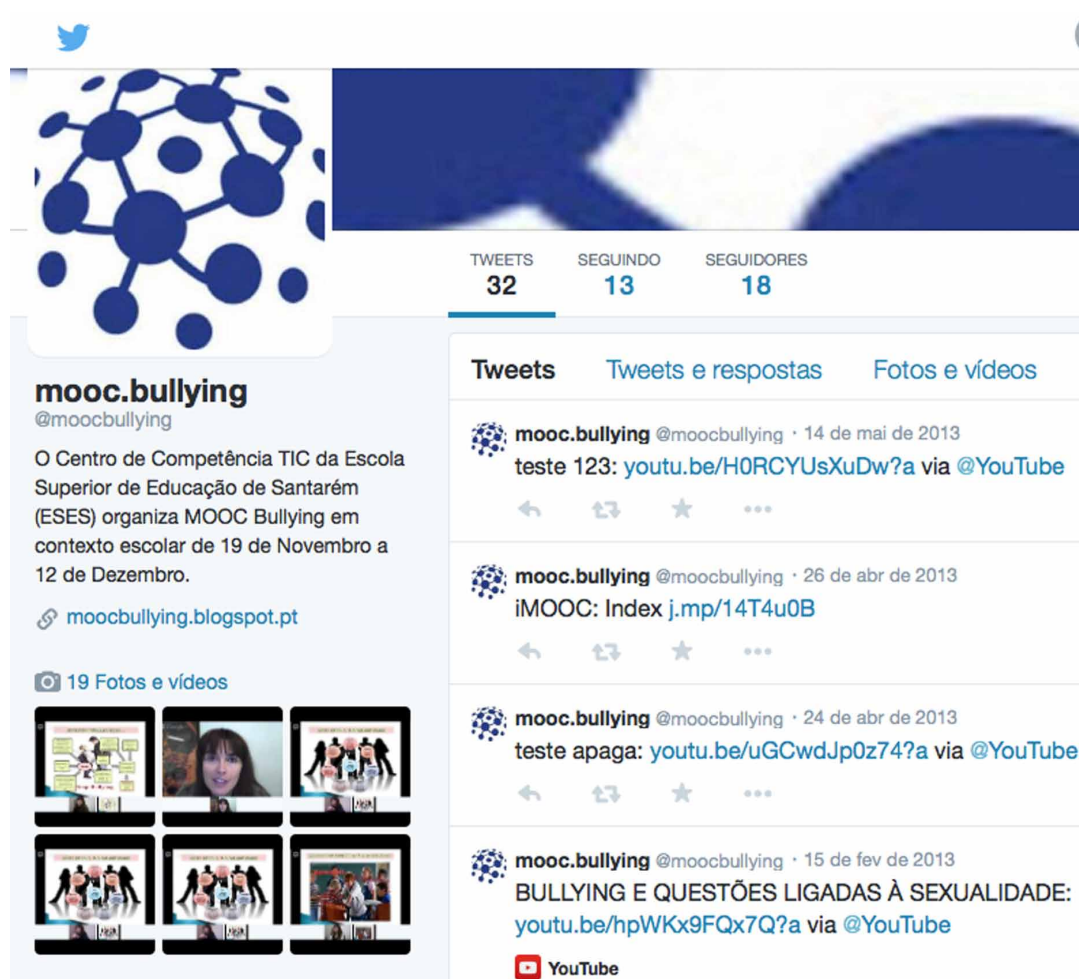 TWEETS SEGUINDO SEGUIDORES
32 13 18
mooc.bullying
@moocbullying
O Centro de Competência TIC da Escola
Superior de Educação de Santarém
(ESES) organiza MOOC Bullying em
contexto escolar de 19 de Novembro a
12 de Dezembro.
moocbullying.blogspot.pt
19 Fotos e vídeos
Tweets Tweets e respostas Fotos e vídeos
mooc.bullying @moocbullying · 14 de mai de 2013
teste 123: youtu.be/H0RCYUsXuDw?a via @YouTube
mooc.bullying @moocbullying · 26 de abr de 2013
iMOOC: Index j.mp/14T4u0B
mooc.bullying @moocbullying · 24 de abr de 2013
teste apaga: youtu.be/uGCwdJp0z74?a via @YouTube
mooc.bullying @moocbullying · 15 de fev de 2013
BULLYING E QUESTÕES LIGADAS À SEXUALIDADE:
youtu.be/hpWKx9FQx7Q?a via @YouTube
YouTube